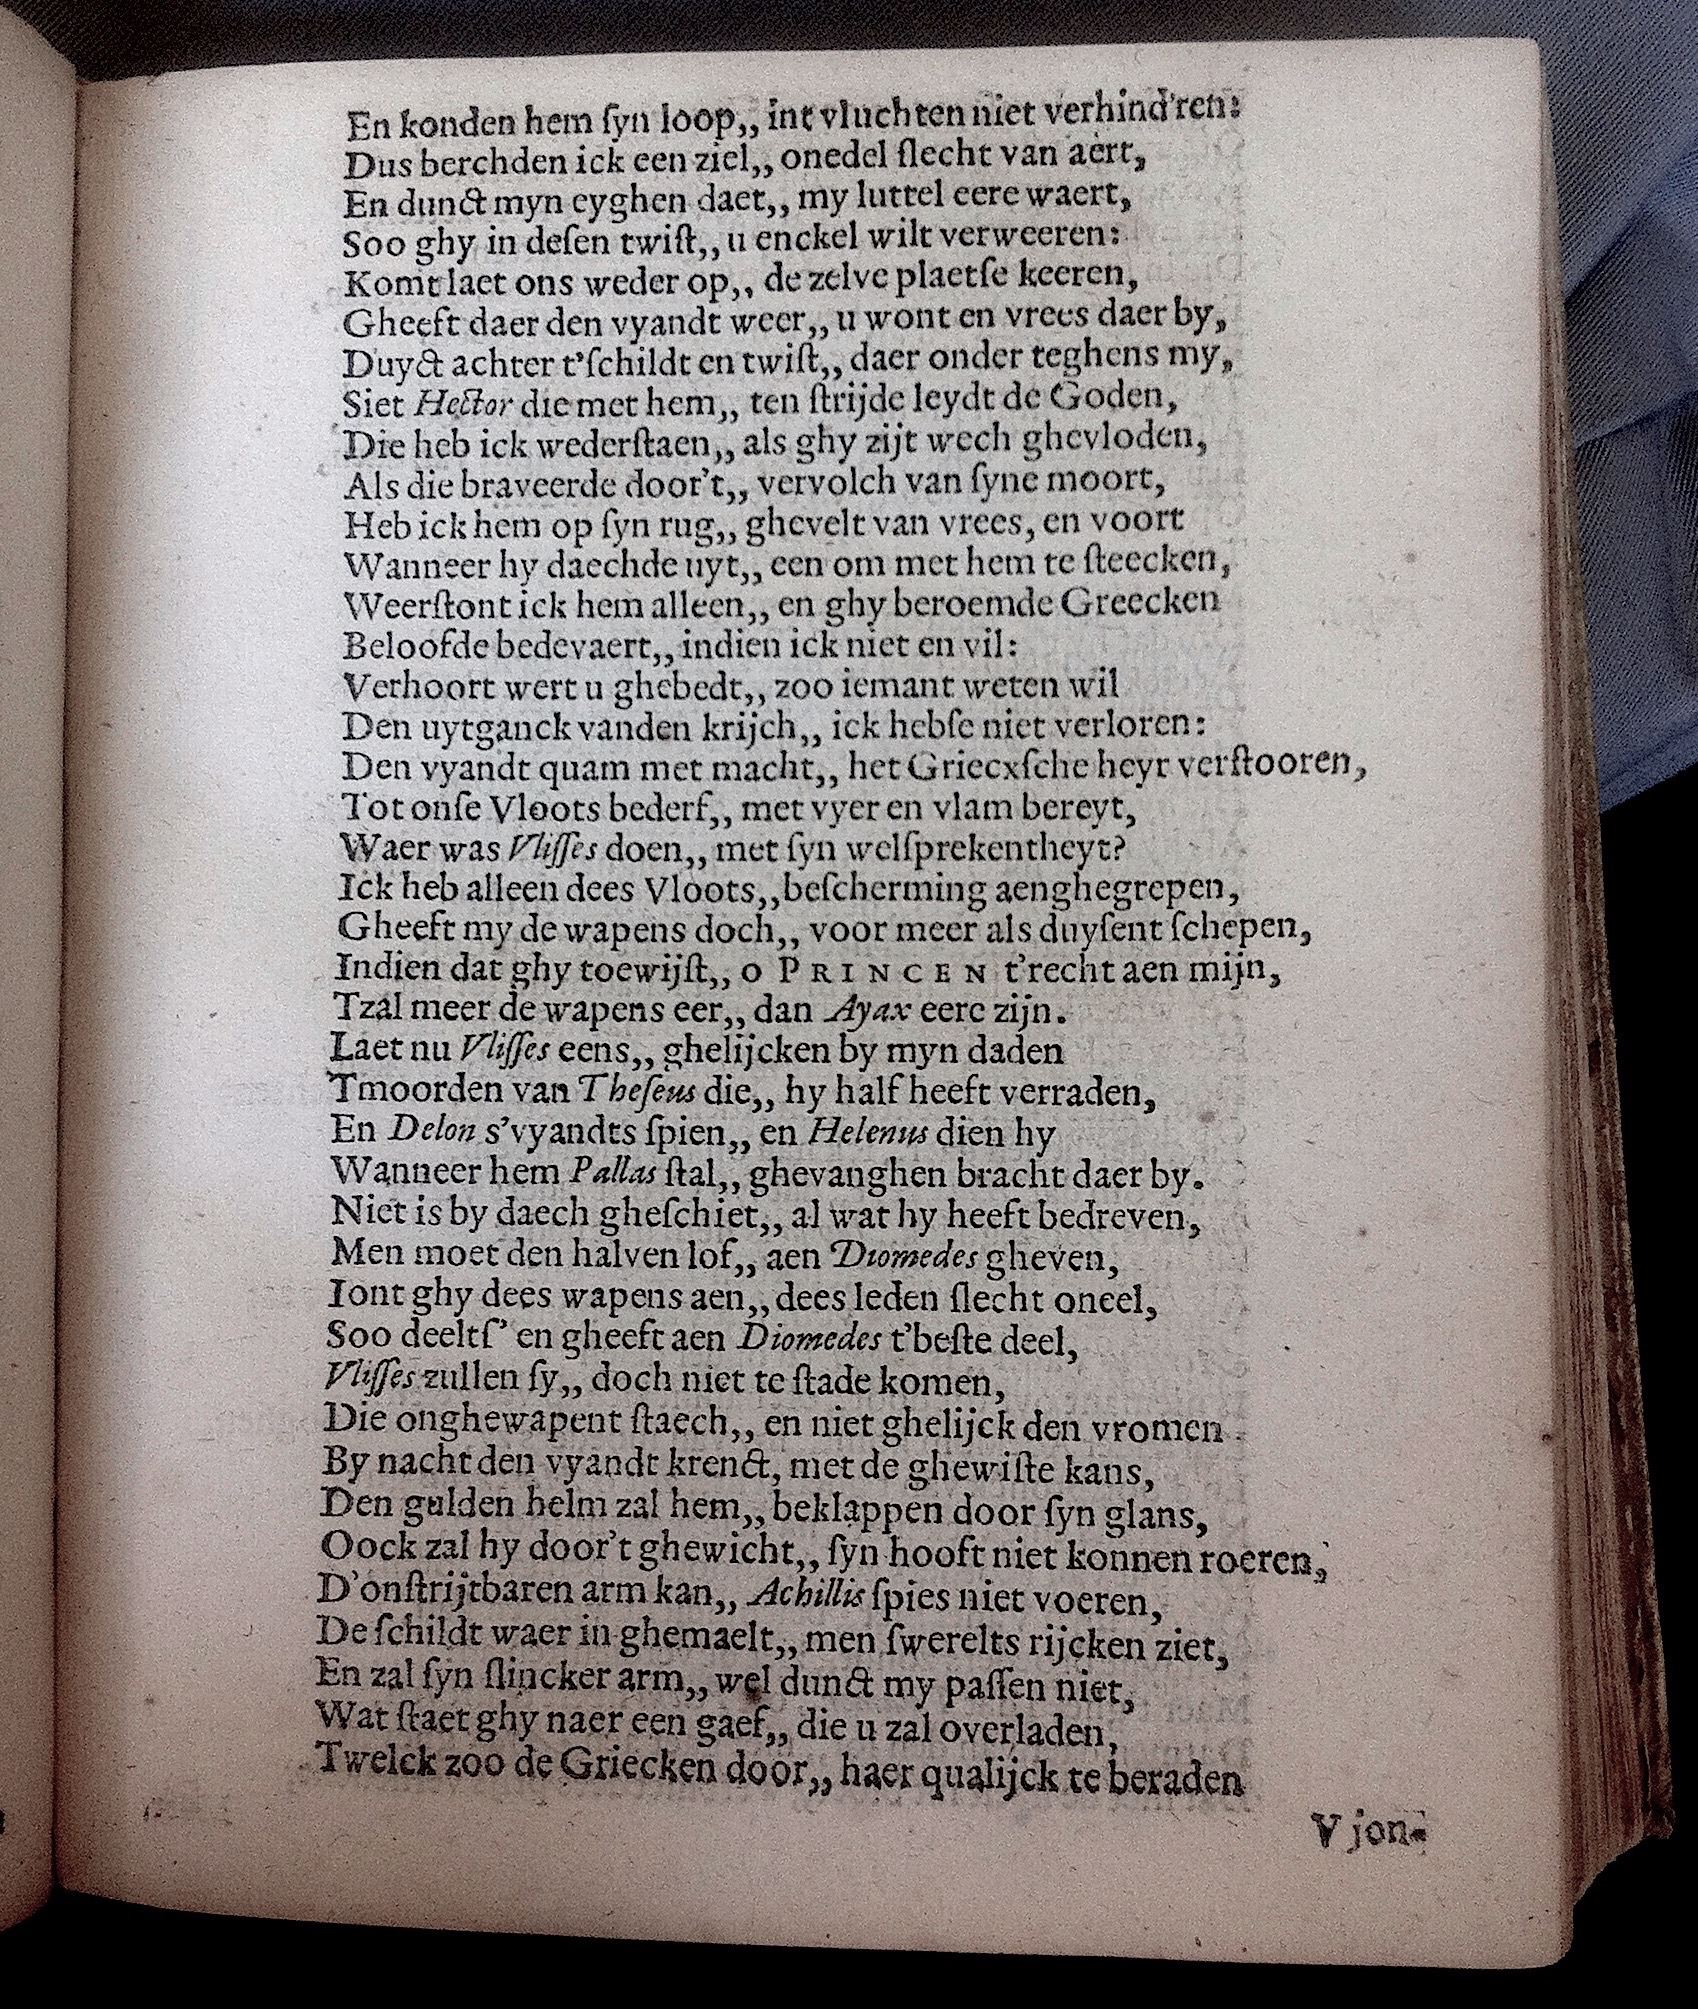 En konden hem ſyn loop,, int vluchten niet verhind'ren:
Dus berchden ick een ziel,, onedel ſlecht van aert,
En dunct myn eyghen daet,, my luttel eere waert,
Soo ghy in deſen twiſt,, u enckel wilt verweeren:
Komt laet ons weder op,, de zelve plaetſe keeren,
Gheeft daer den vyandt weer,, u wont en vrees daer by,
Duyct achter t'ſchildt en twiſt,, daer onder teghens my,
Siet Hector die met hem,, ten ſtrijde leydt de Goden,
Die heb ick wederſtaen,, als ghy zijt wech ghevloden,
Als die braveerde door't,, vervolch van ſyne moort,
Heb ick hem op ſyn rug,, ghevelt van vrees, en voort
Wanneer hy daechde uyt,, een om met hem te ſteecken,
Weerſtont ick hem alleen,, en ghy beroemde Greecken
Beloofde bedevaert,, indien ick niet en vil:
Verhoort wert u ghebedt,, zoo iemant weten wil
Den uytganck vanden krijch,, ick hebſe niet verloren:
Den vyandt quam met macht,, het Griecxſche heyr verſtooren,
Tot onſe Vloots bederf,, met vyer en vlam bereyt,
Waer was Vliſſes doen,, met ſyn welſprekentheyt?
Ick heb alleen dees Vloots,, beſcherming aenghegrepen,
Gheeft my de wapens doch,, voor meer als duyſent ſchepen,
Indien dat ghy toewijſt,, o PRINCEN t'recht aen mijn,
Tzal meer de wapens eer,, dan Ayax eere zijn.
Laet nu Vliſſes eens,, ghelijcken by myn daden
Tmoorden van Theſeus die,, hy half heeft verraden,
En Delon s'vyandts ſpien,, en Helenus dien hy
Wanneer hem Pallas ſtal,, ghevanghen bracht daer by.
Niet is by daech gheſchiet,, al wat hy heeft bedreven,
Men moet den halven lof,, aen Diomedes gheven,
Iont ghy dees wapens aen,, dees leden ſlecht oneel,
Soo deeltſ' en gheeft aen Diomedes t'beſte deel,
Vliſſes zullen ſy,, doch niet te ſtade komen,
Die onghewapent ſtaech,, en niet ghelijck den vromen
By nacht den vyandt krenct, met de ghewiſte kans,
Den gulden helm zal hem,, beklappen door ſyn glans,
Oock zal hy door't ghewicht,, ſyn hooft niet konnen roeren,
D'onſtrijtbaren arm kan,, Achillis ſpies niet voeren,
De ſchildt waer in ghemaelt,, men ſwerelts rijcken ziet,
En zal ſyn ſlincker arm,, wel dunct my paſſen niet,
Wat ſtaet ghy naer een gaef,, die u zal overladen,
Twelck zoo de Griecken door,, haer qualijck te beraden
V jon-